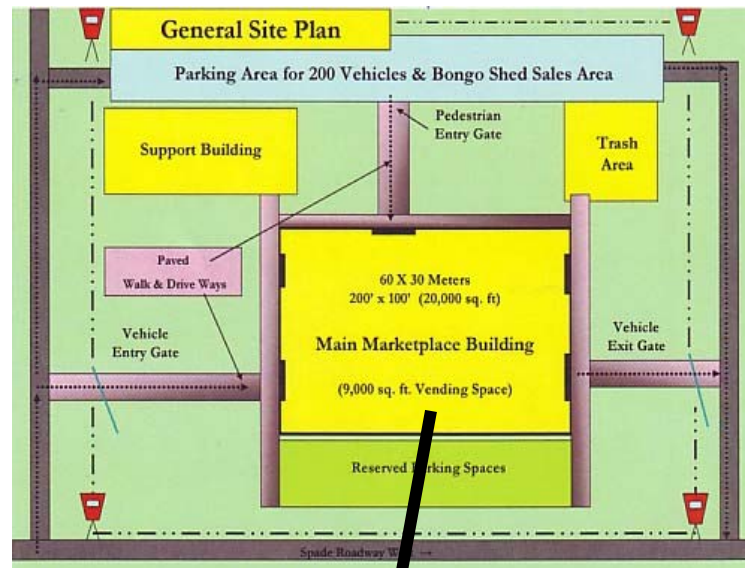 General Site Plan
Parking Area for 200 Vehicles & Bongo Shed Sales Area
Pedestrian
Entry Gate
Support Building
Trash
Area
Paved
Walk & Drive Ways
60 X 30 Meters
200' x 100' (20,000 sq. ft)
Vehicle
Entry Gate
Main Marketplace Building
Vehicle
Exit Gate
(9,000 sq. ft. Vending Space)
Reserved Parking Spaces
Spade Roadway →